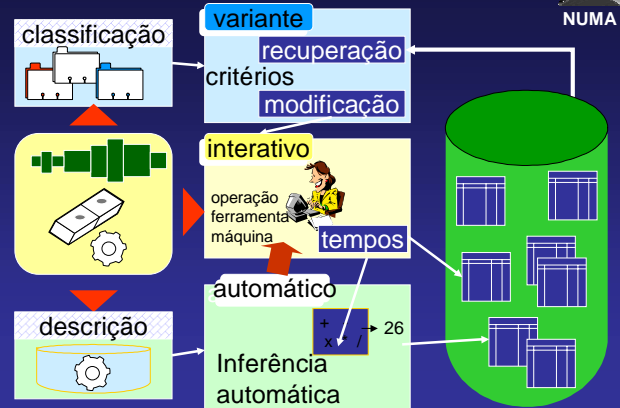 NUMA
classificação
variante
recuperação
critérios
modificação
interativo
operação
ferramenta
máquina
tempos
automático
descrição
+
x - /
26
Inferência
automática